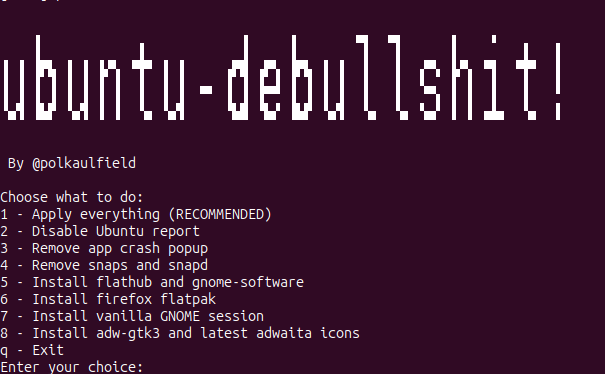 ubuntu-debullshit!
By @polkaulfield
Choose what to do:
1 - Apply everything (RECOMMENDED)
2 - Disable Ubuntu report
3 - Remove app crash popup
4 - Remove snaps and snapd
5 - Install flathub and gnome-software
6 - Install firefox flatpak
7 - Install vanilla GNOME session
8 - Install adw-gtk3 and latest adwaita icons
q - Exit
Enter your choice: